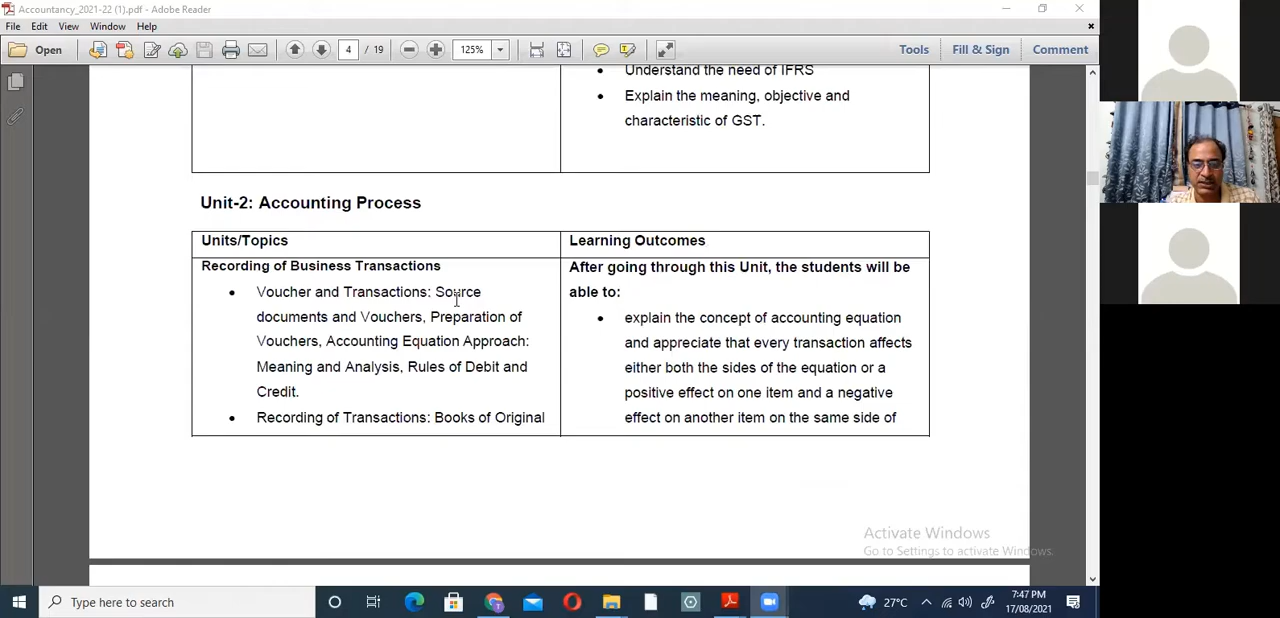 Accountancy_2021-22 (1).pdf - Adobe Reader
File Edit View Window Help
Open 4 / 19 125% Tools Fill & Sign Comment
Understand the need of IFRS
Explain the meaning, objective and
characteristic of GST.
Unit-2: Accounting Process
Units/Topics Learning Outcomes
Recording of Business Transactions
Voucher and Transactions: Source
documents and Vouchers, Preparation of
Vouchers, Accounting Equation Approach:
Meaning and Analysis, Rules of Debit and
Credit.
Recording of Transactions: Books of Original
After going through this Unit, the students will be
able to:
explain the concept of accounting equation
and appreciate that every transaction affects
either both the sides of the equation or a
positive effect on one item and a negative
effect on another item on the same side of
Activate Windows
Go to Settings to activate Windows.
Type here to search 27°C 7:47 PM
17/08/2021